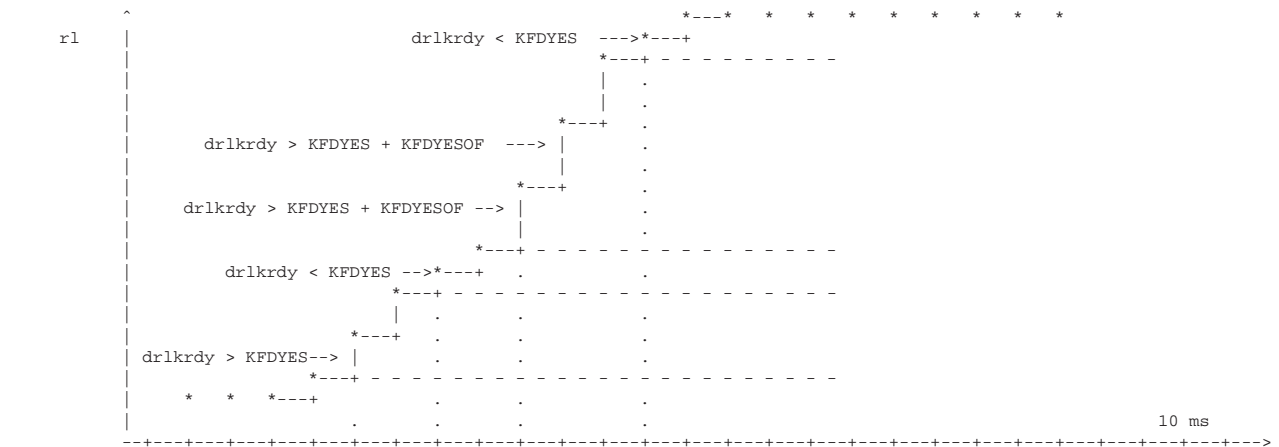 rl
drlkrdy < KFDYES --->
drlkrdy > KFDYES + KFDYESOF --->
drlkrdy > KFDYES + KFDYESOF -->
drlkrdy < KFDYES -->
drlkrdy > KFDYES-->
10 ms